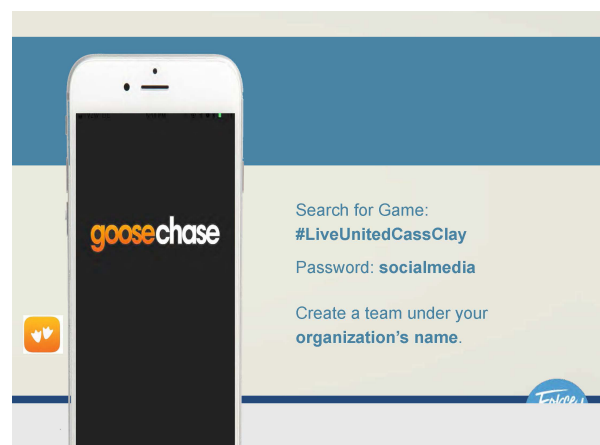 goosechase
Search for Game:
#LiveUnitedCassClay
Password: socialmedia
Create a team under your
organization's name.